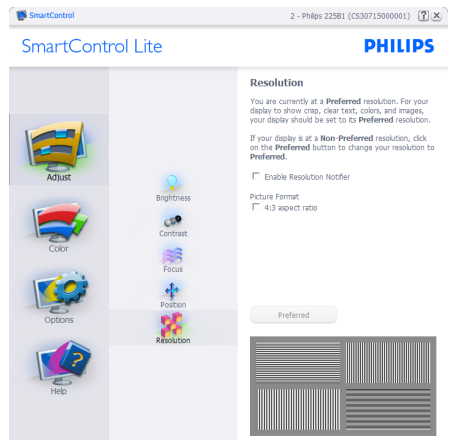 SmartControl
2 - Philips 225B1 (CS30715000001)
?
X
SmartControl Lite
PHILIPS
Adjust
Color
Options
Help
Brightness
Contrast
Focus
Position
Resolution
Resolution
You are currently at a Preferred resolution. For your
display to show crisp, clear text, colors, and images,
your display should be set to its Preferred resolution.
If your display is at a Non-Preferred resolution, click
on the Preferred button to change your resolution to
Preferred.
Enable Resolution Notifier
Picture Format
4:3 aspect ratio
Preferred